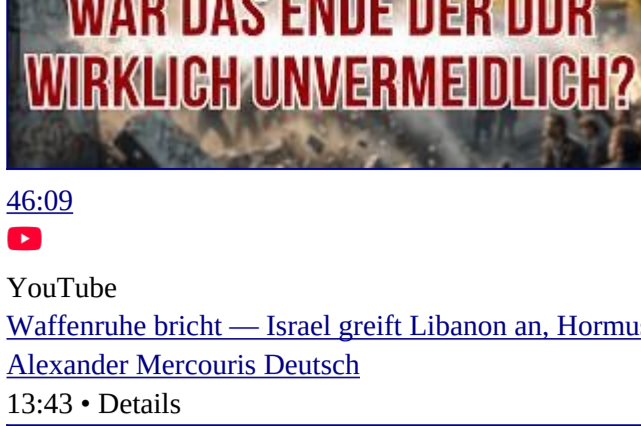 WAR DAS ENDE DER DDR
WIRKLICH UNVERMEIDLICH?
46:09
YouTube
Waffenruhe bricht — Israel greift Libanon an, Hormus
Alexander Mercouris Deutsch
13:43 • Details